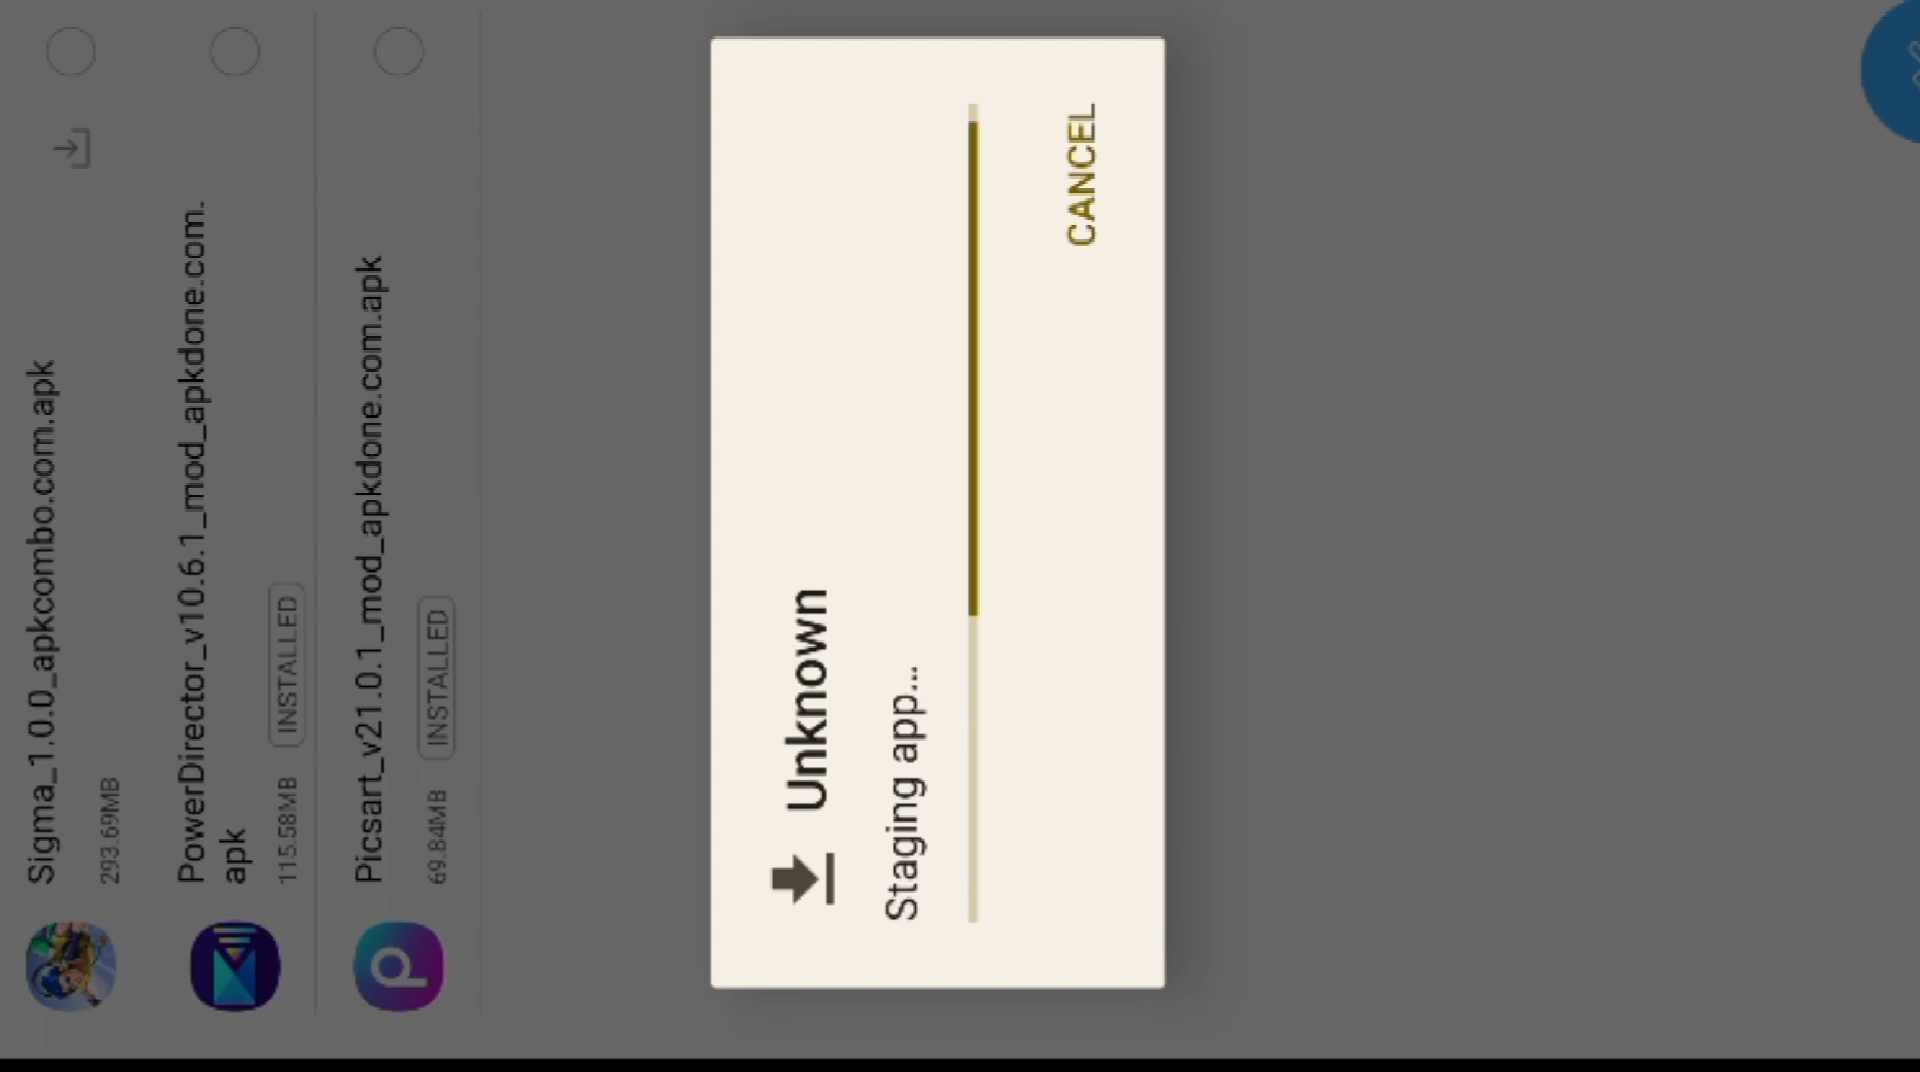 Sigma_1.0.0_apkcombo.com.apk
293.69MB
PowerDirector_v10.6.1_mod_apkdone.com.
apk
115.58MB INSTALLED
Picsart_v21.0.1_mod_apkdone.com.apk
69.84MB INSTALLED
Unknown
Staging app...
CANCEL